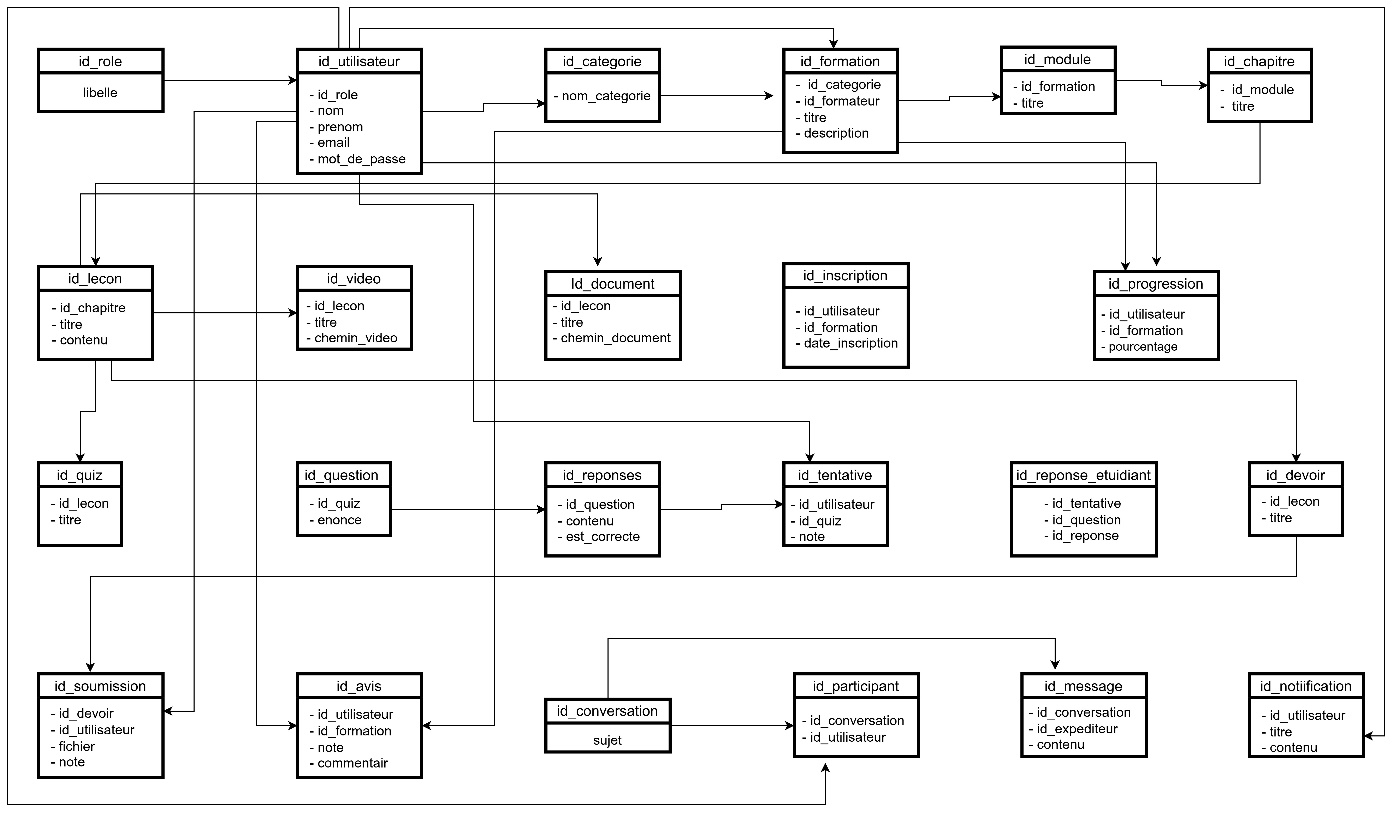 id_role
libelle
id_utilisateur
- id_role
- nom
- prenom
- email
- mot_de_passe
id_categorie
- nom_categorie
id_formation
- id_categorie
- id_formateur
- titre
- description
id_module
- id_formation
- titre
id_chapitre
- id_module
- titre
id_lecon
- id_chapitre
- titre
- contenu
id_video
- id_lecon
- titre
- chemin_video
Id_document
- id_lecon
- titre
- chemin_document
id_inscription
- id_utilisateur
- id_formation
- date_inscription
id_progression
- id_utilisateur
- id_formation
- pourcentage
id_quiz
- id_lecon
- titre
id_question
- id_quiz
- enonce
id_reponses
- id_question
- contenu
- est_correcte
id_tentative
- id_utilisateur
- id_quiz
- note
id_reponse_etuidiant
- id_tentative
- id_question
- id_reponse
id_devoir
- id_lecon
- titre
id_soumission
- id_devoir
- id_utilisateur
- fichier
- note
id_avis
- id_utilisateur
- id_formation
- note
- commentair
id_conversation
sujet
id_participant
- id_conversation
- id_utilisateur
id_message
- id_conversation
- id_expediteur
- contenu
id_notiification
- id_utilisateur
- titre
- contenu